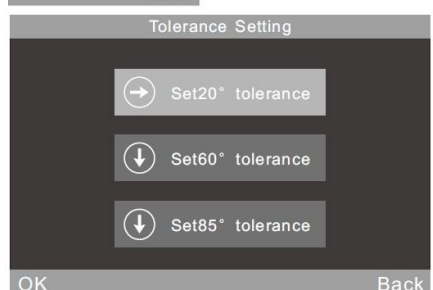 Tolerance Setting
Set20° tolerance
Set60° tolerance
Set85° tolerance
OK Back